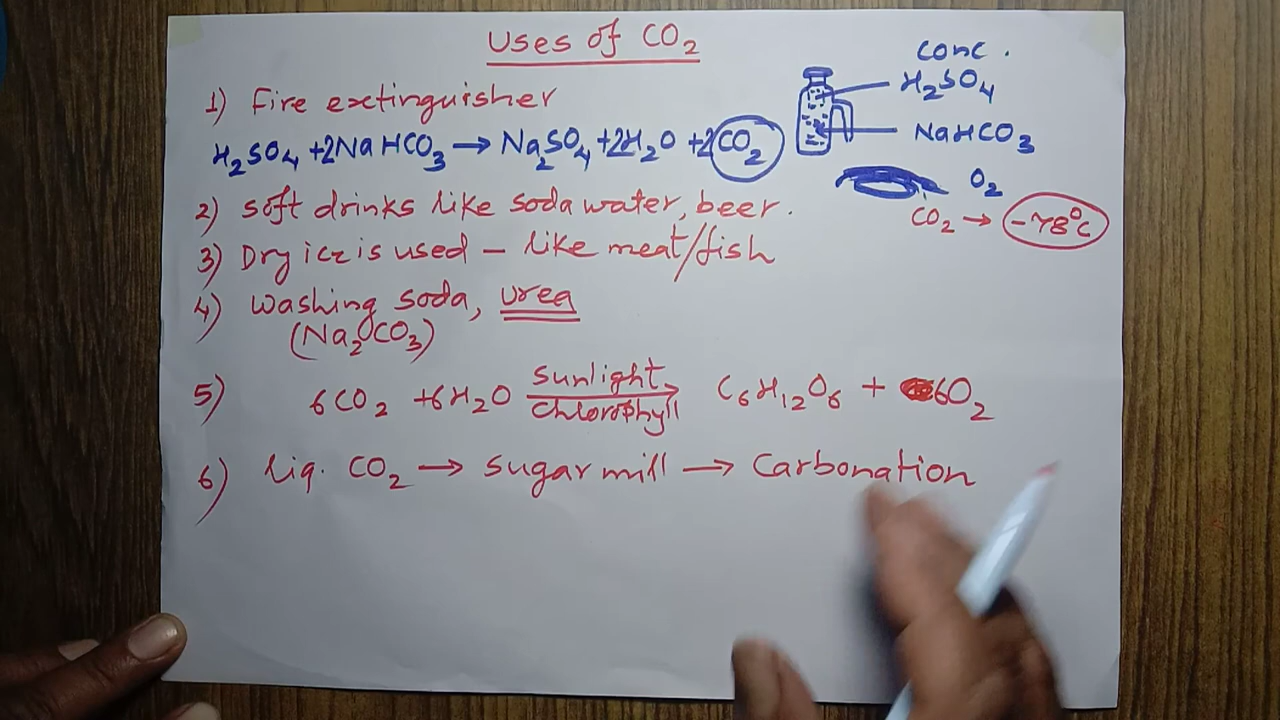 Uses of CO2
1) Fire extinguisher
H2SO4 +2NaHCO3 → Na2SO4 +2H2O +2CO2
conc.
H2SO4
NaHCO3
O2
CO2 → -78°C
2) Soft drinks like soda water, beer.
3) Dry ice is used – like meat/fish
4) Washing soda, urea
(Na2CO3)
5) 6CO2 +6H2O sunlight → C6H12O6 + 6O2
chlorophyll
6) liq. CO2 → sugar mill → Carbonation